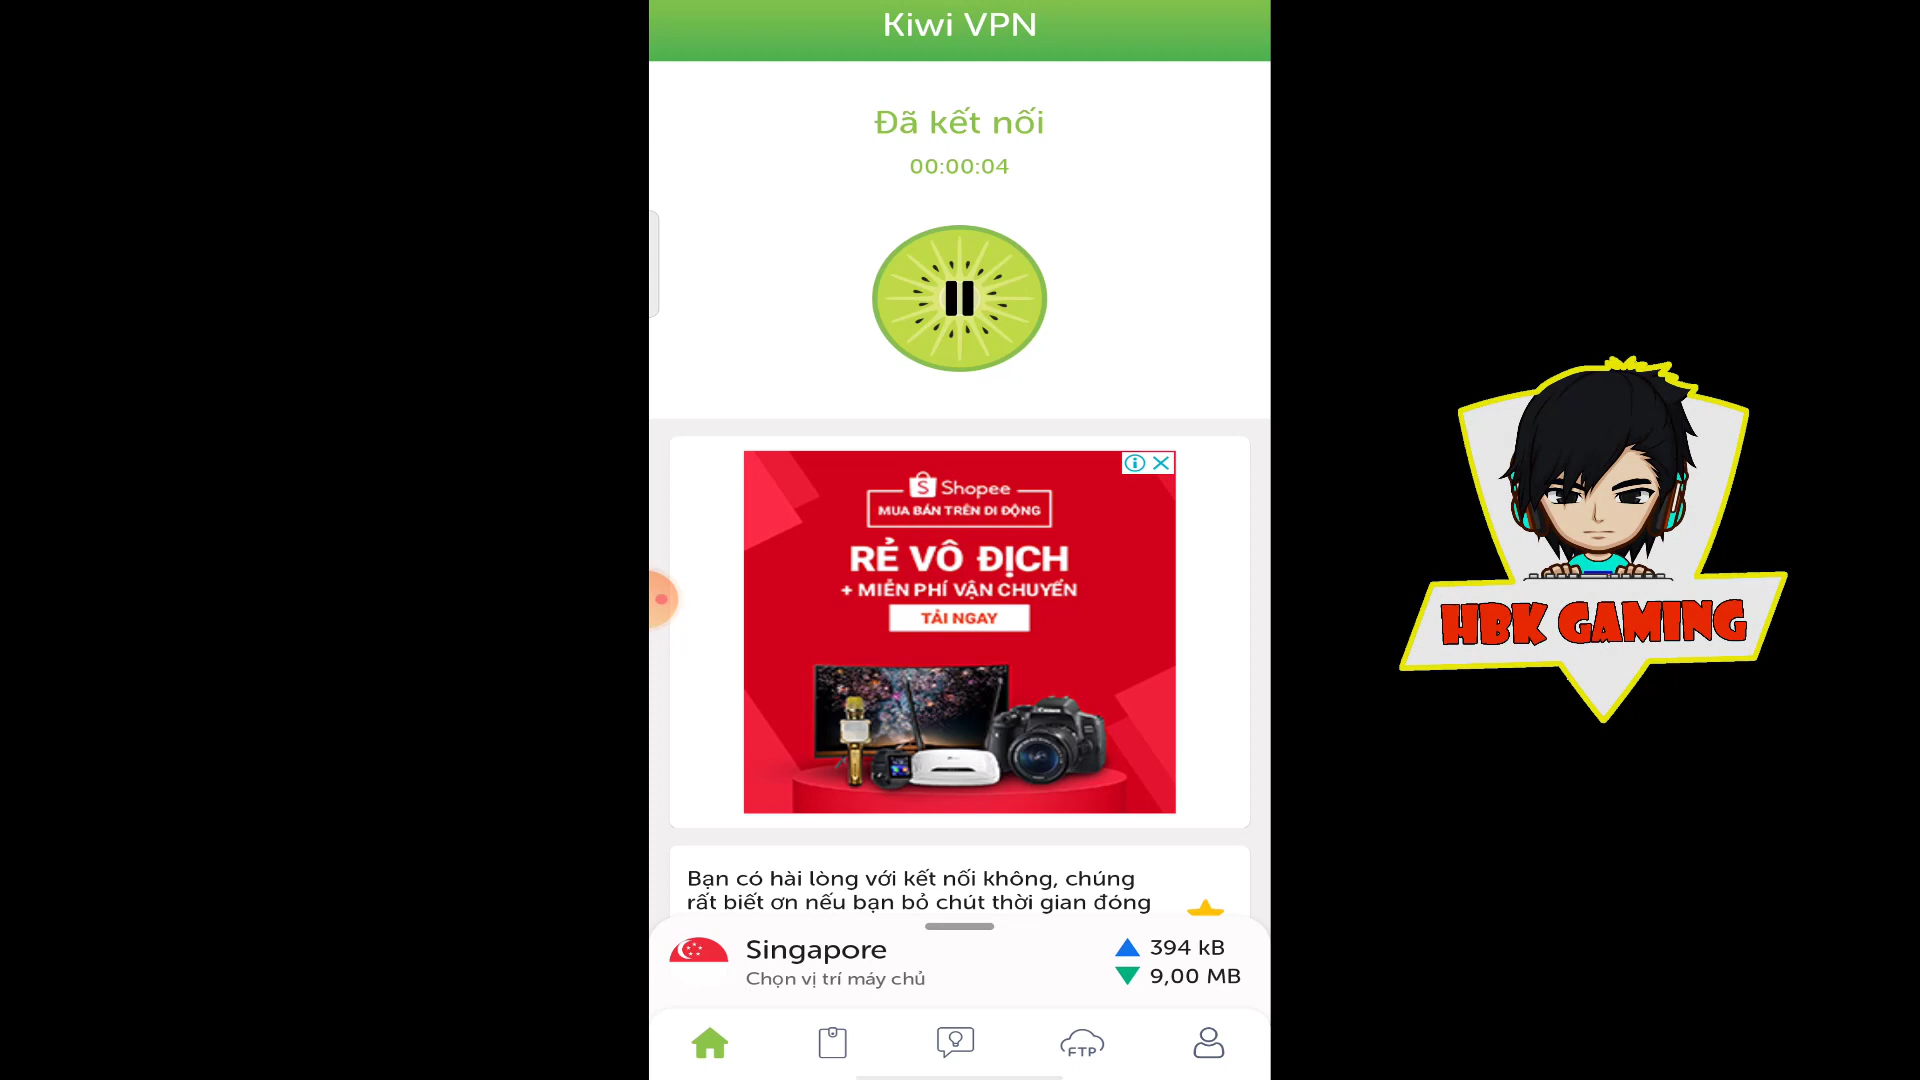 Kiwi VPN
Đã kết nối
00:00:04
Shopee
MUA BÁN TRÊN DI ĐỘNG
RẺ VÔ ĐỊCH
+ MIỄN PHÍ VẬN CHUYỂN
TẢI NGAY
Canon
HBK GAMING
Bạn có hài lòng với kết nối không, chúng
rất biết ơn nếu bạn bỏ chút thời gian đóng
Singapore
394 kB
Chọn vị trí máy chủ
9,00 MB
FTP